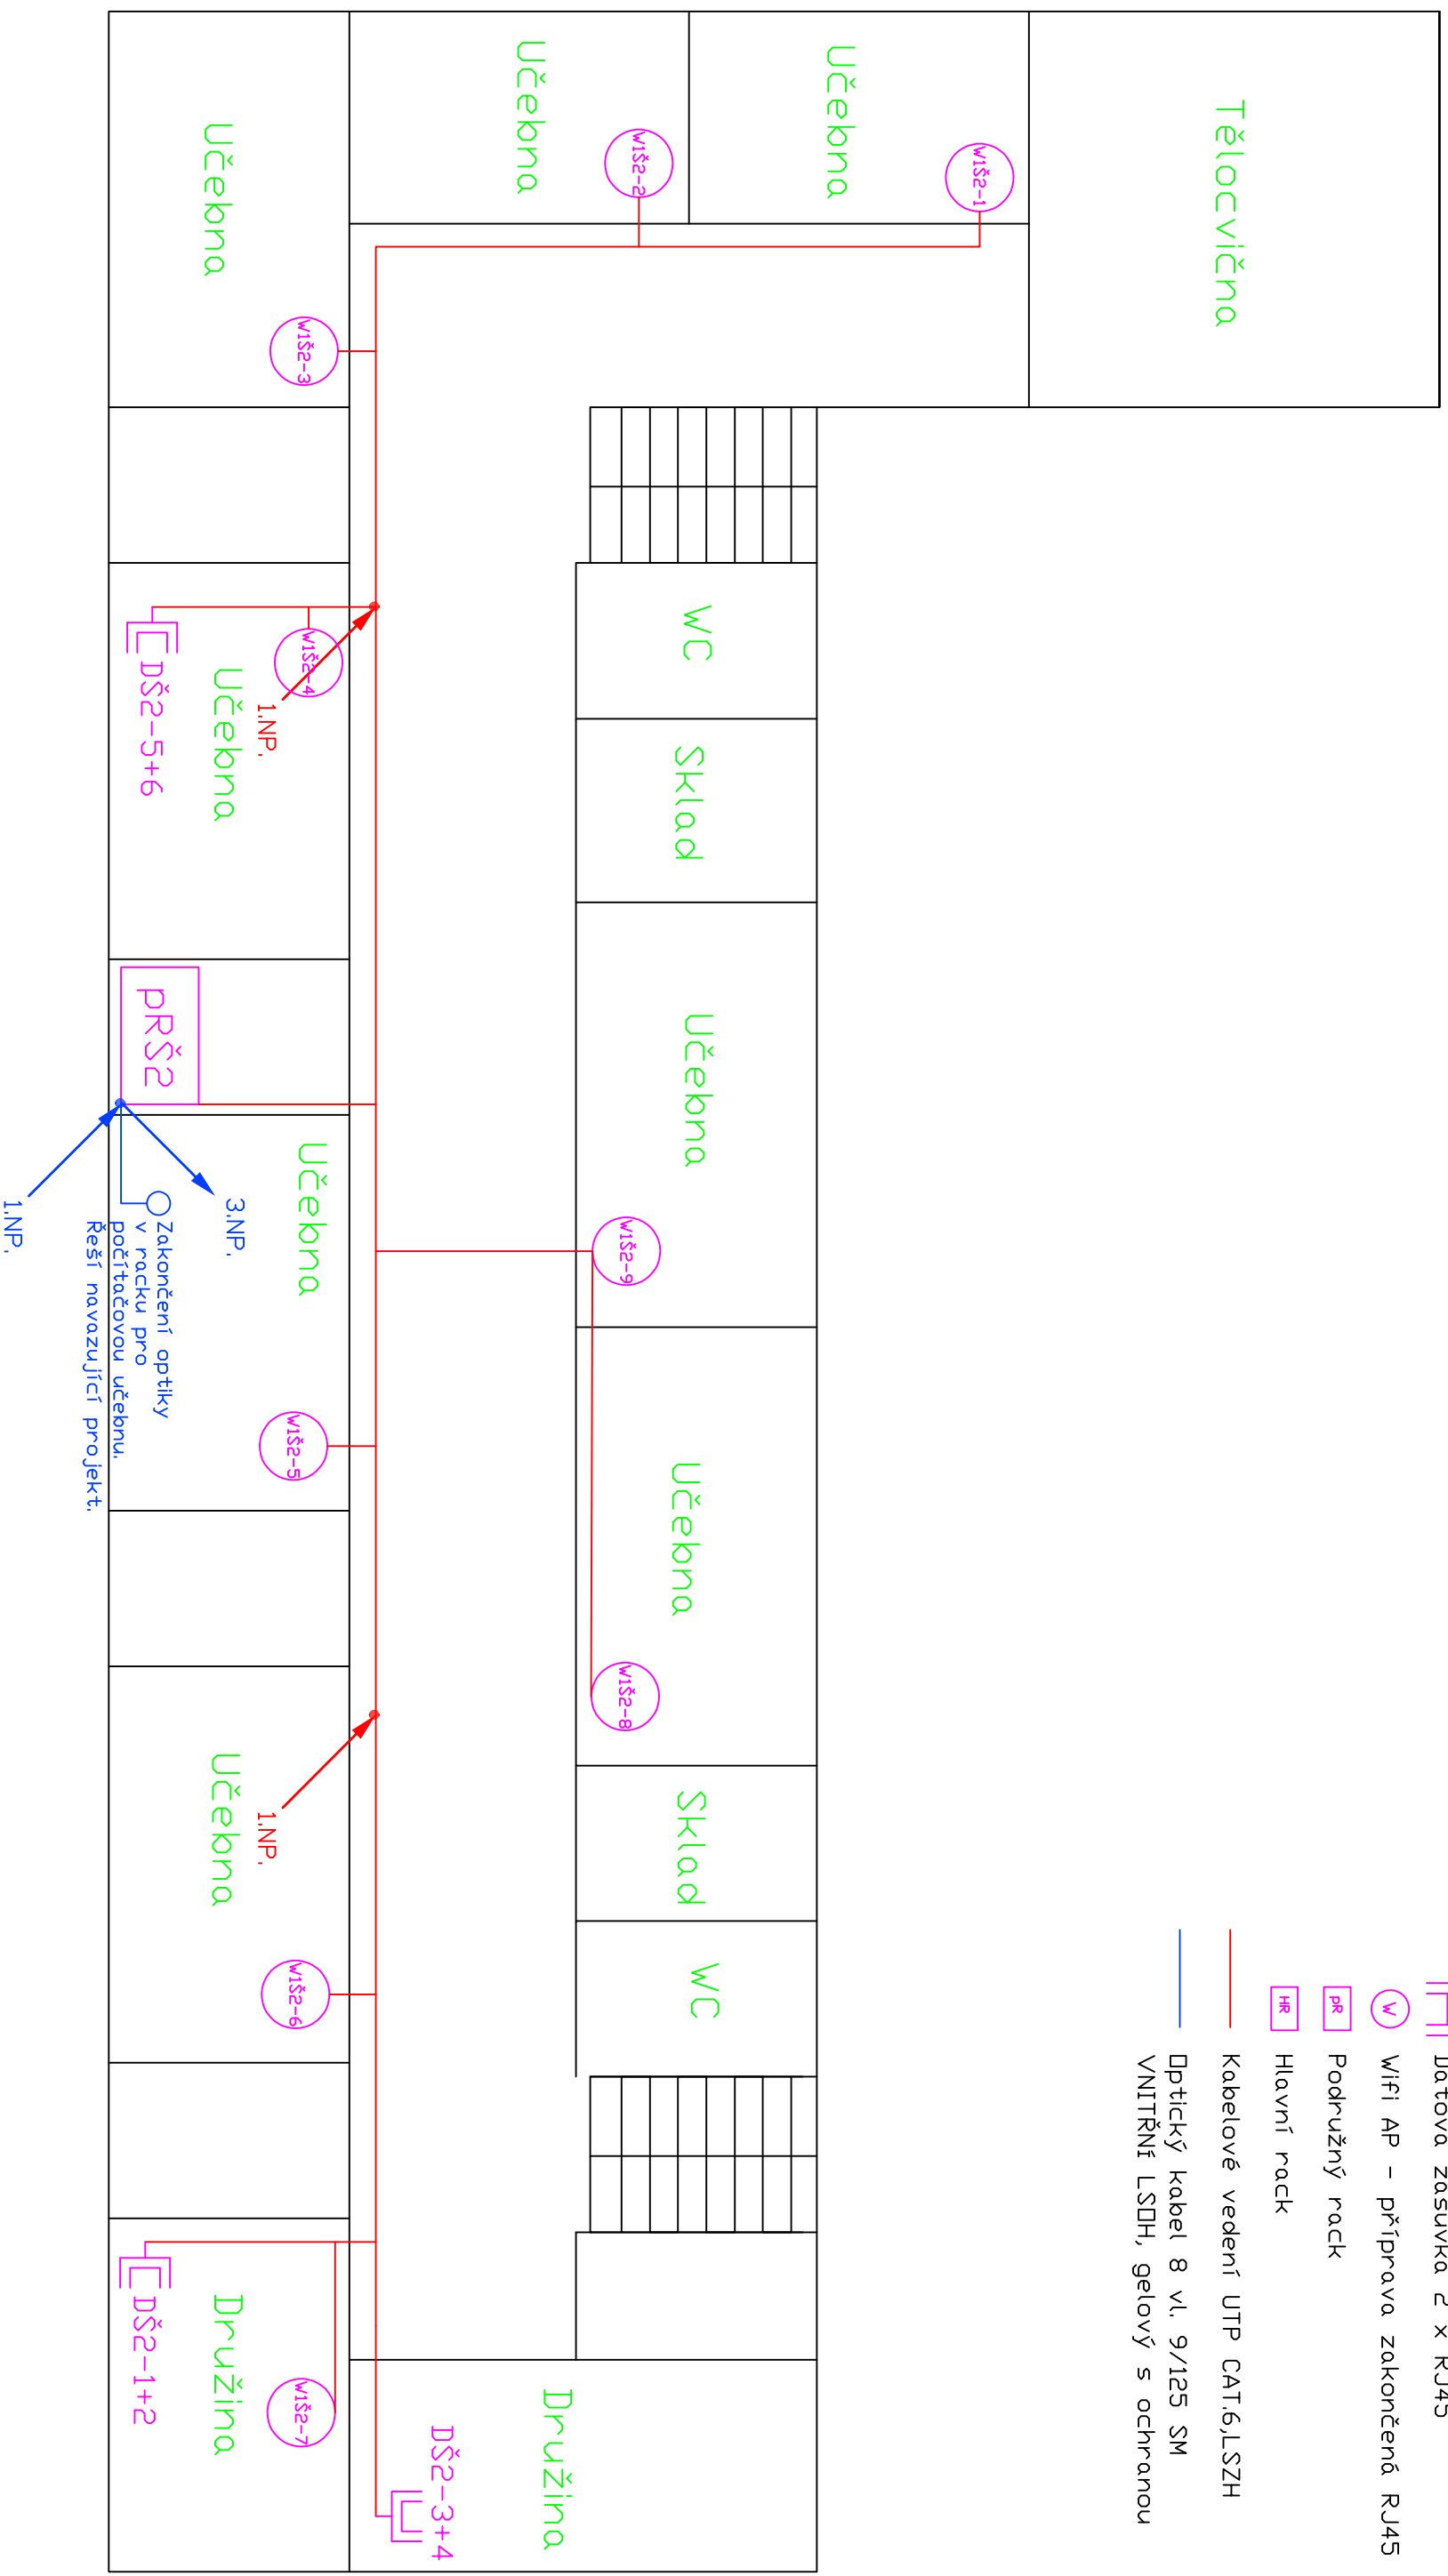 Datová zásuvka 2 x RJ45
W
Wifi AP - příprava zakončená RJ45
pR
Podružný rack
HR
Hlavní rack
Kabelové vedení UTP CAT.6,LSZH
Optický kabel 8 vl. 9/125 SM
VNITŘNÍ LSOH, gelový s ochranou
Tělocvična
Učebna
W1Š2-1
Učebna
W1Š2-2
Učebna
W1Š2-3
WC
Sklad
Učebna
W1Š2-9
Učebna
W1Š2-8
Sklad
WC
W1Š2-4
1.NP.
Učebna
DŠ2-5+6
pRŠ2
Učebna
W1Š2-5
3.NP.
Zakončení optiky
v racku pro
počítačovou učebnu.
Řeší navazující projekt.
1.NP.
1.NP.
Učebna
W1Š2-6
Družina
DŠ2-3+4
W1Š2-7
Družina
DŠ2-1+2